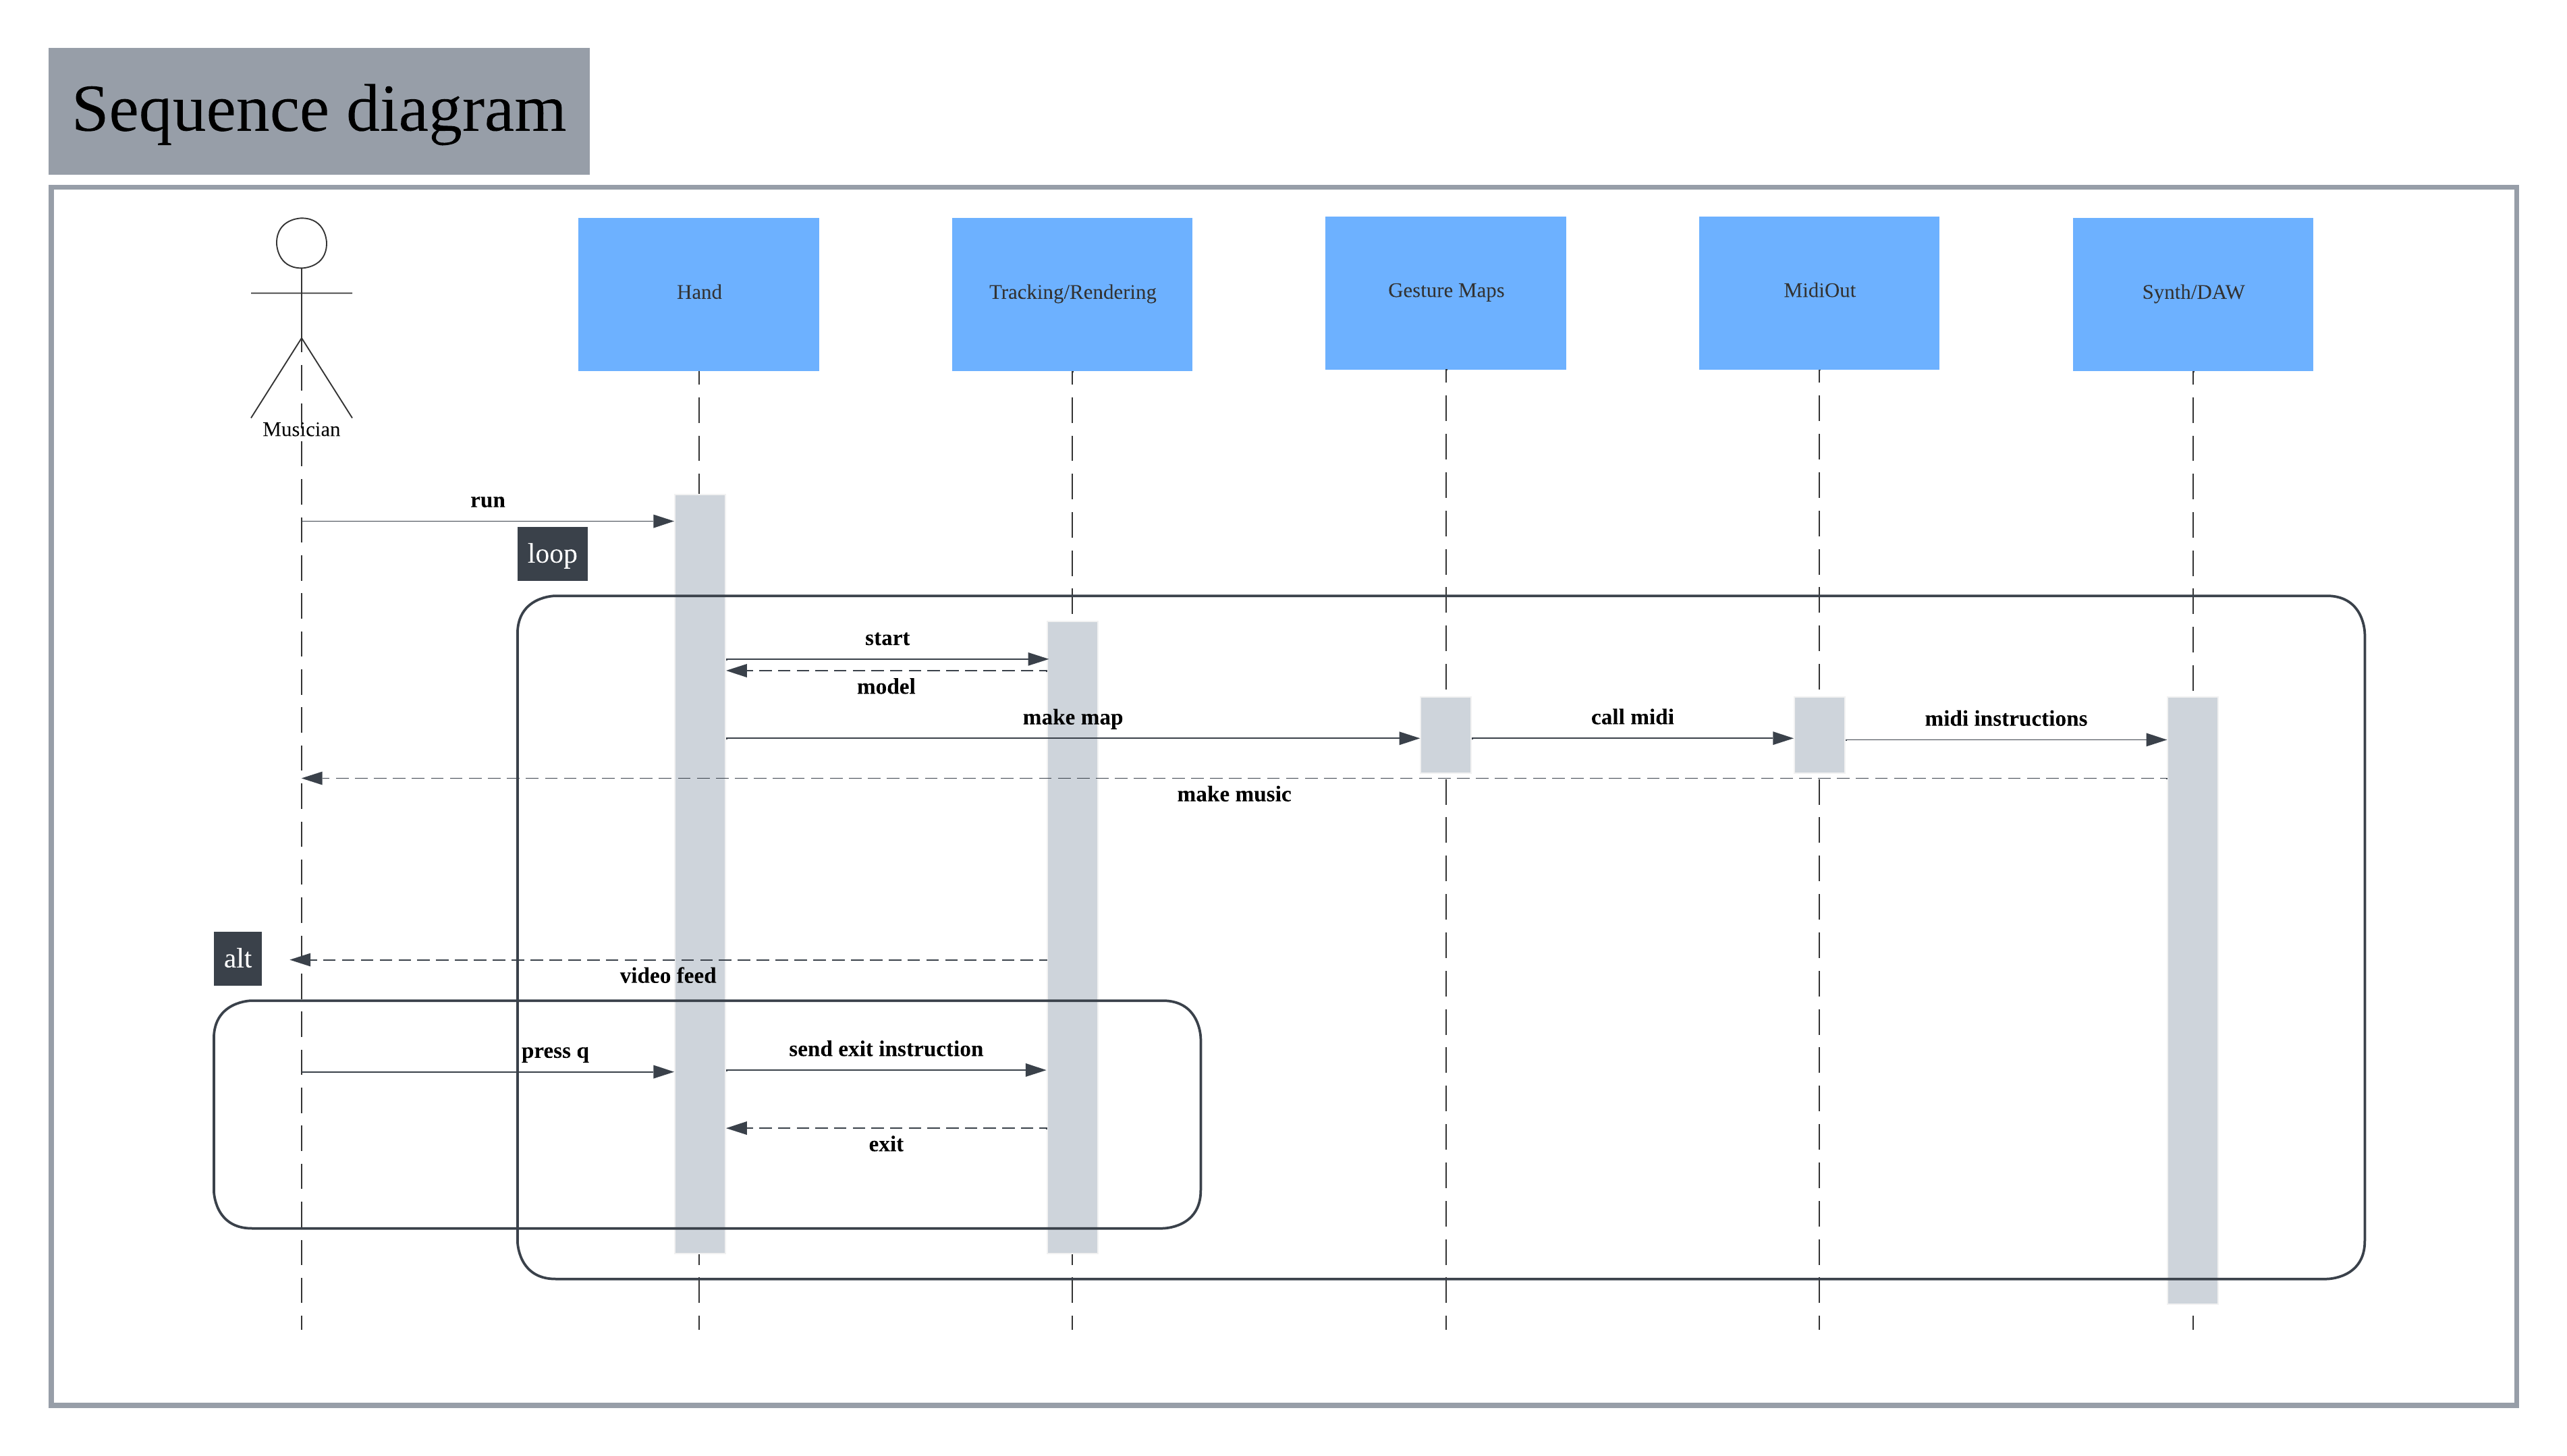 Sequence diagram
Hand
Tracking/Rendering
Gesture Maps
MidiOut
Synth/DAW
Musician
run
loop
start
model
make map
call midi
midi instructions
make music
alt
video feed
press q
send exit instruction
exit